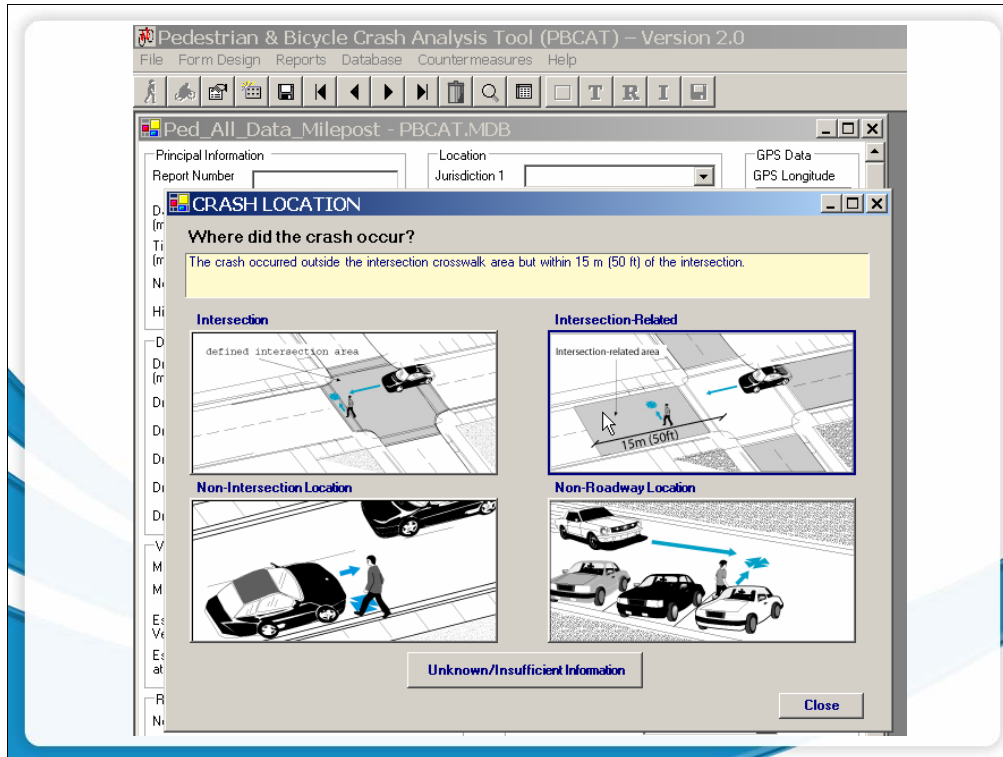 Pedestrian & Bicycle Crash Analysis Tool (PBCAT) – Version 2.0
File Form Design Reports Database Countermeasures Help
T R I
Ped_All_Data_Milepost - PBCAT.MDB
Principal Information Location GPS Data
Report Number Jurisdiction 1 GPS Longitude
CRASH LOCATION
Where did the crash occur?
The crash occurred outside the intersection crosswalk area but within 15 m (50 ft) of the intersection.
Intersection Intersection-Related
defined intersection area
Intersection-related area
15m (50ft)
Non-Intersection Location Non-Roadway Location
Unknown/Insufficient Information
Close